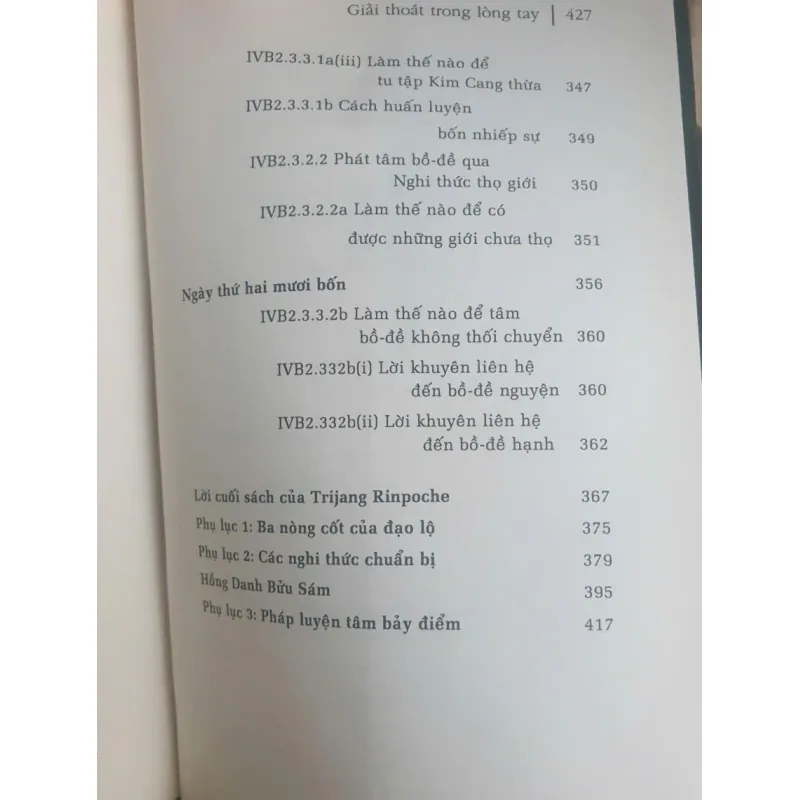 Giải thoát trong lòng tay | 427
IVB2.3.3.1a(iii) Làm thế nào để
tu tập Kim Cang thừa 347
IVB2.3.3.1b Cách huấn luyện
bốn nhiếp sự 349
IVB2.3.2.2 Phát tâm bồ-đề qua
Nghi thức thọ giới 350
IVB2.3.2.2a Làm thế nào để có
được những giới chưa thọ 351
Ngày thứ hai mươi bốn 356
IVB2.3.3.2b Làm thế nào để tâm
bồ-đề không thối chuyển 360
IVB2.332b(i) Lời khuyên liên hệ
đến bồ-đề nguyện 360
IVB2.332b(ii) Lời khuyên liên hệ
đến bồ-đề hạnh 362
Lời cuối sách của Trijang Rinpoche 367
Phụ lục 1: Ba nòng cốt của đạo lộ 375
Phụ lục 2: Các nghi thức chuẩn bị 379
Hồng Danh Bửu Sám 395
Phụ lục 3: Pháp luyện tâm bảy điểm 417